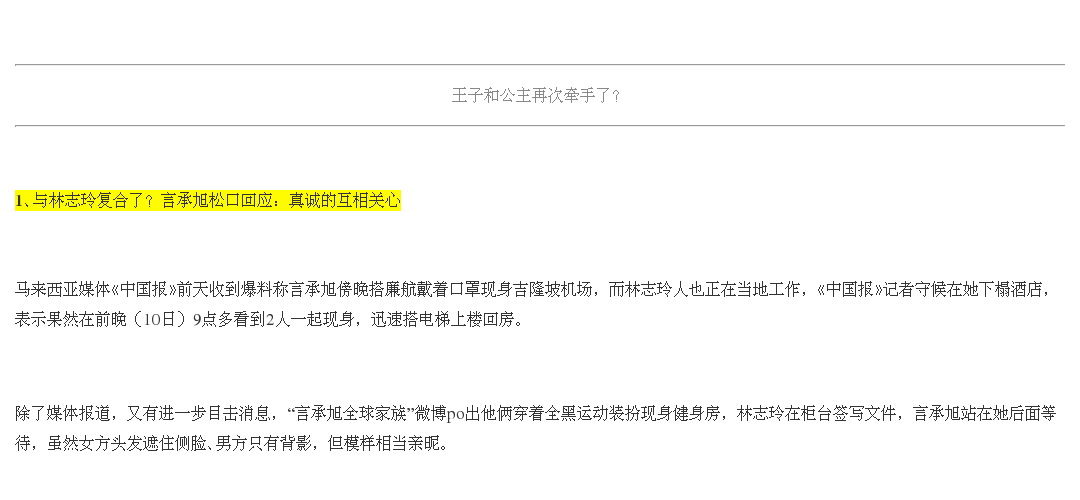 王子和公主再次牵手了?
1、与林志玲复合了？言承旭松口回应：真诚的互相关心
马来西亚媒体《中国报》前天收到爆料称言承旭傍晚搭廉航戴着口罩现身吉隆坡机场，而林志玲人也正在当地工作，《中国报》记者守候在她下榻酒店，
表示果然在前晚（10日）9点多看到2人一起现身，迅速搭电梯上楼回房。
除了媒体报道，又有进一步目击消息，“言承旭全球家族”微博po出他俩穿着全黑运动装扮现身健身房，林志玲在柜台签写文件，言承旭站在她后面等
待，虽然女方头发遮住侧脸、男方只有背影，但模样相当亲昵。